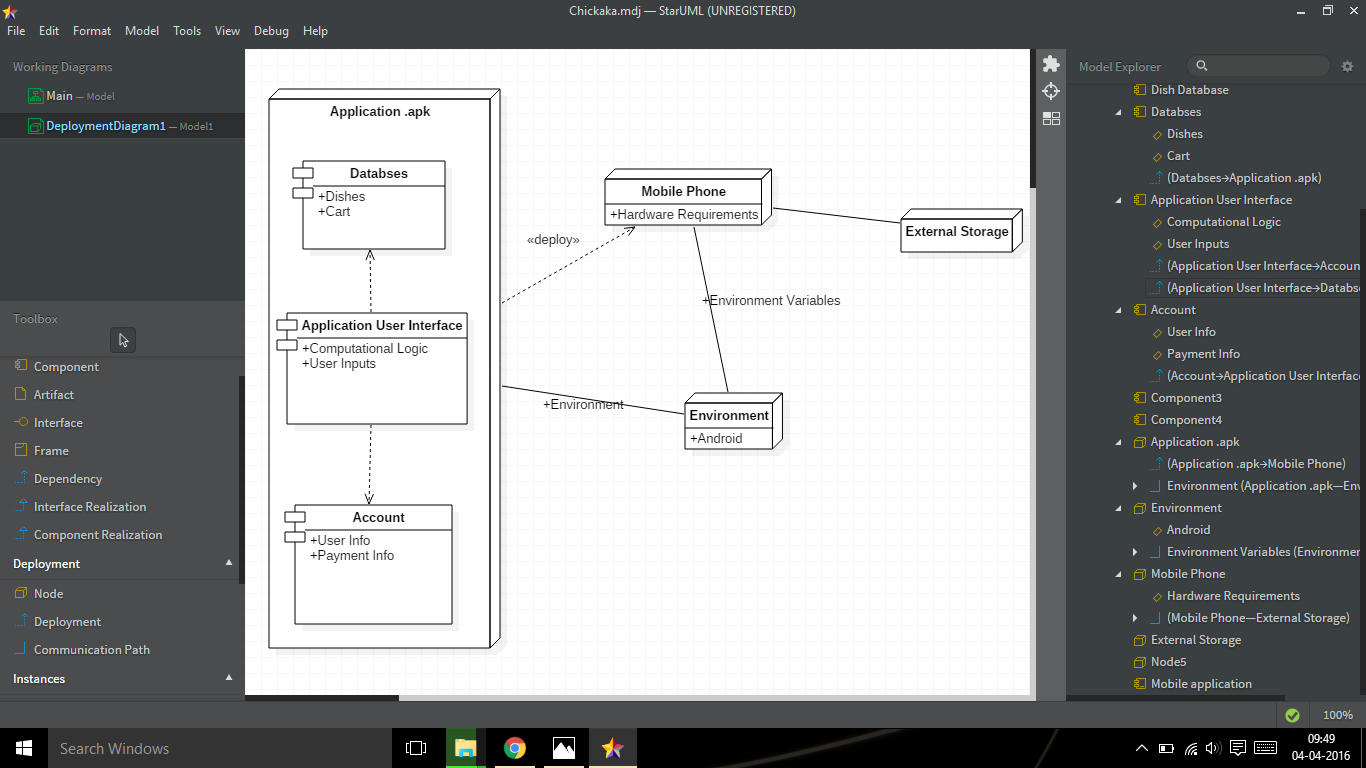 Chickaka.mdj — StarUML (UNREGISTERED)
File Edit Format Model Tools View Debug Help
Working Diagrams
Main — Model
DeploymentDiagram1 — Model1
Toolbox
Component
Artifact
Interface
Frame
Dependency
Interface Realization
Component Realization
Deployment
Node
Deployment
Communication Path
Instances
Application .apk
Databses
+Dishes
+Cart
Application User Interface
+Computational Logic
+User Inputs
Account
+User Info
+Payment Info
«deploy»
Mobile Phone
+Hardware Requirements
External Storage
+Environment Variables
+Environment
Environment
+Android
Model Explorer
Dish Database
Databses
Dishes
Cart
(Databses→Application .apk)
Application User Interface
Computational Logic
User Inputs
(Application User Interface→Accoun
(Application User Interface→Databse
Account
User Info
Payment Info
(Account→Application User Interface
Component3
Component4
Application .apk
(Application .apk→Mobile Phone)
Environment (Application .apk—Env
Environment
Android
Environment Variables (Environmer
Mobile Phone
Hardware Requirements
(Mobile Phone—External Storage)
External Storage
Node5
Mobile application
100%
Search Windows
09:49
04-04-2016